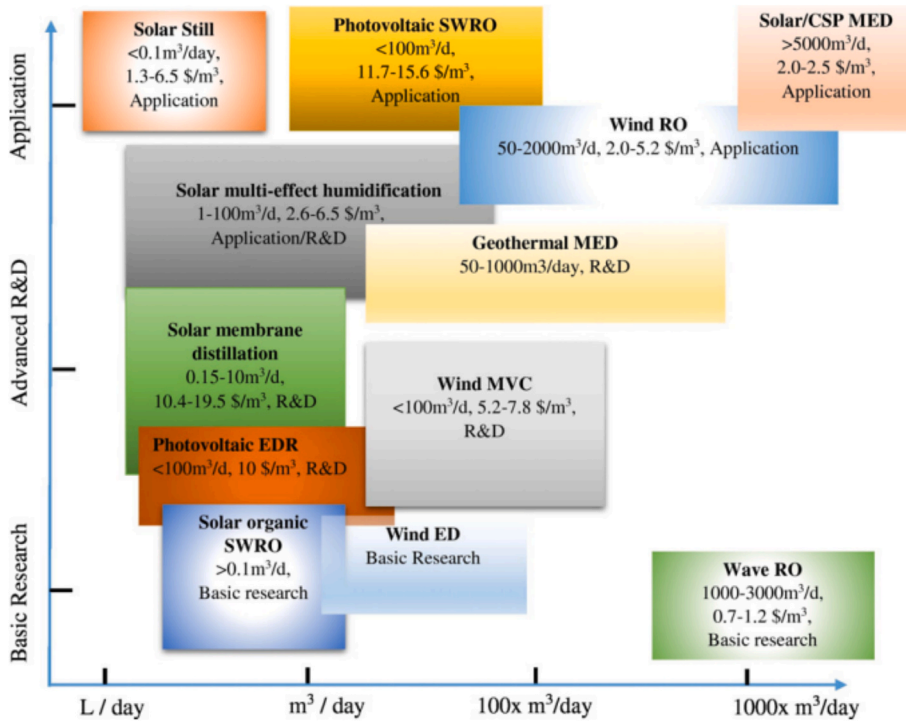 Solar Still
<0.1m³/day,
1.3-6.5 $/m³,
Application
Photovoltaic SWRO
<100m³/d,
11.7-15.6 $/m³,
Application
Solar/CSP MED
>5000m³/d,
2.0-2.5 $/m³,
Application
Wind RO
50-2000m³/d, 2.0-5.2 $/m³, Application
Solar multi-effect humidification
1-100m³/d, 2.6-6.5 $/m³,
Application/R&D
Geothermal MED
50-1000m3/day, R&D
Solar membrane
distillation
0.15-10m³/d,
10.4-19.5 $/m³, R&D
Wind MVC
<100m³/d, 5.2-7.8 $/m³,
R&D
Photovoltaic EDR
<100m³/d, 10 $/m³, R&D
Solar organic
SWRO
>0.1m³/d,
Basic research
Wind ED
Basic Research
Wave RO
1000-3000m³/d,
0.7-1.2 $/m³,
Basic research
Application
Advanced R&D
Basic Research
L / day
m³ / day
100x m³/day
1000x m³/day